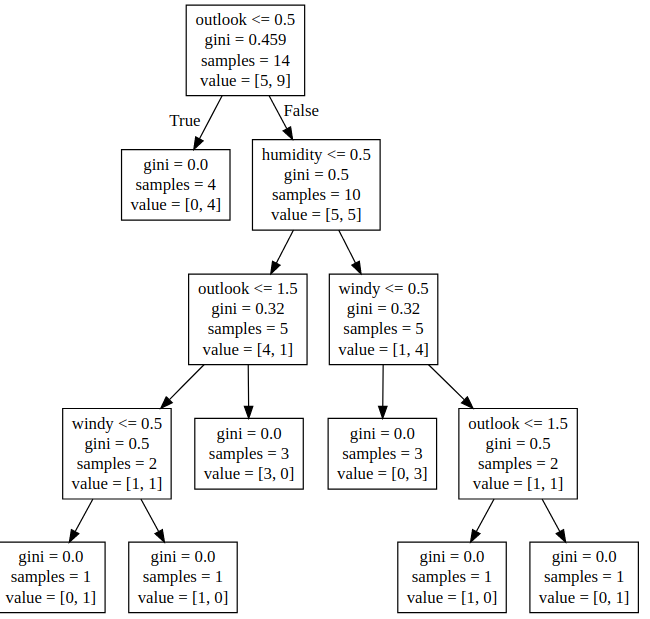 outlook <= 0.5
gini = 0.459
samples = 14
value = [5, 9]
True
False
gini = 0.0
samples = 4
value = [0, 4]
humidity <= 0.5
gini = 0.5
samples = 10
value = [5, 5]
outlook <= 1.5
gini = 0.32
samples = 5
value = [4, 1]
windy <= 0.5
gini = 0.32
samples = 5
value = [1, 4]
windy <= 0.5
gini = 0.5
samples = 2
value = [1, 1]
gini = 0.0
samples = 3
value = [3, 0]
gini = 0.0
samples = 3
value = [0, 3]
outlook <= 1.5
gini = 0.5
samples = 2
value = [1, 1]
gini = 0.0
samples = 1
value = [0, 1]
gini = 0.0
samples = 1
value = [1, 0]
gini = 0.0
samples = 1
value = [1, 0]
gini = 0.0
samples = 1
value = [0, 1]